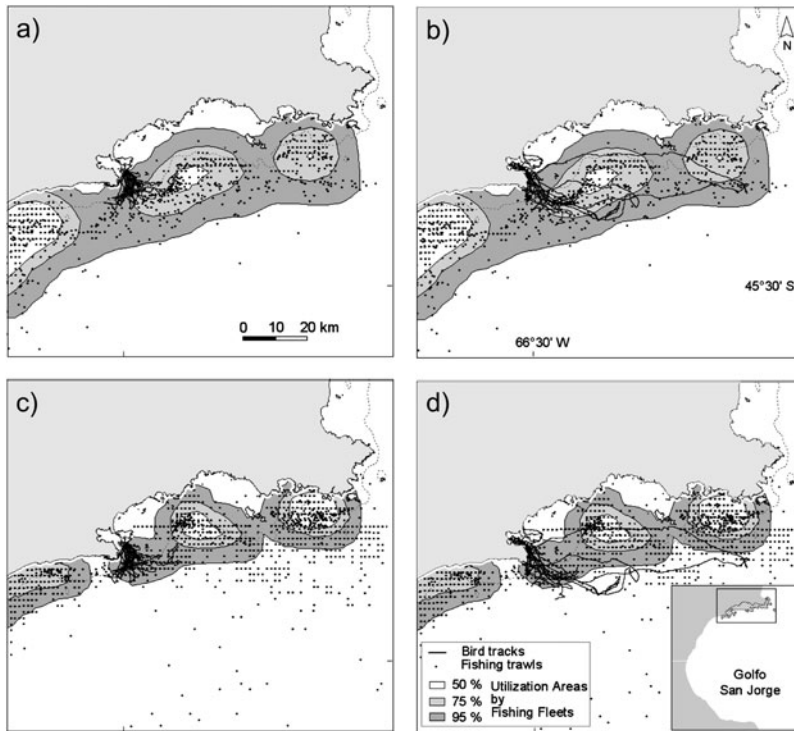 a)
b)
N
45°30' S
0 10 20 km
66°30' W
c)
d)
Bird tracks
Fishing trawls
50 %
75 %
95 %
Utilization Areas
by
Fishing Fleets
Golfo
San Jorge